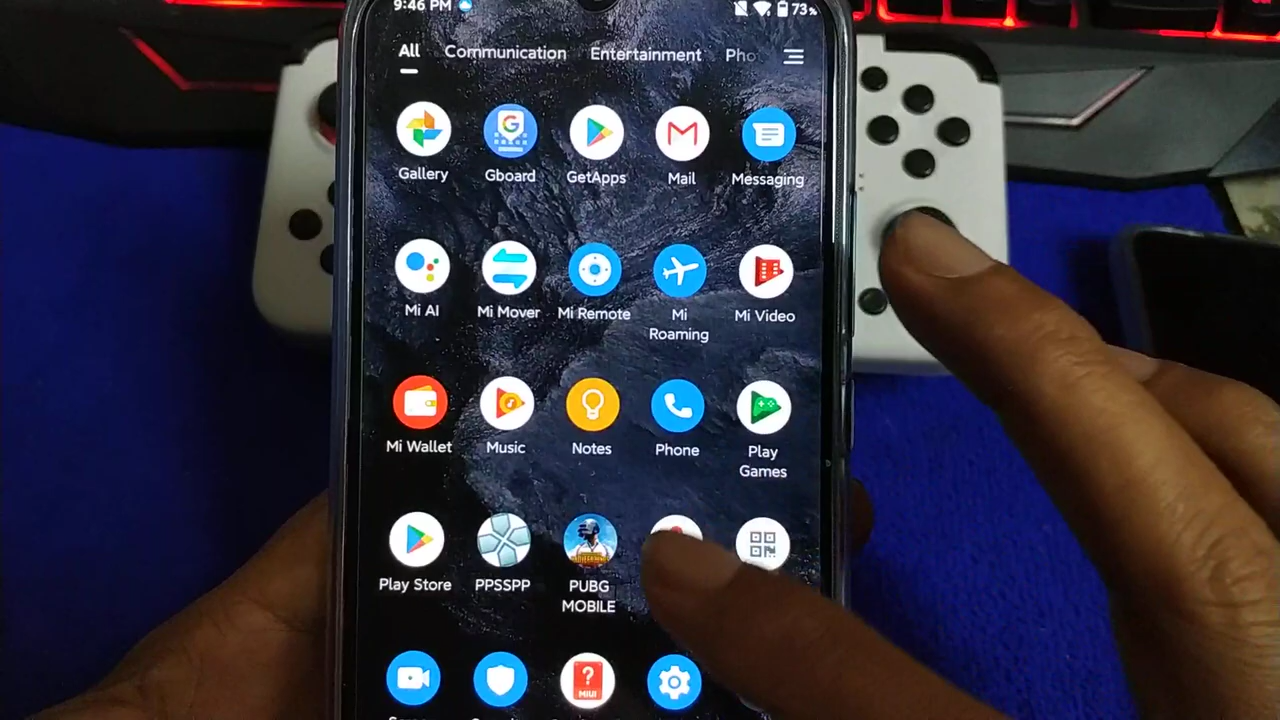 9:46 PM 73%
All Communication Entertainment Pho
Gallery Gboard GetApps Mail Messaging
Mi AI Mi Mover Mi Remote Mi Roaming Mi Video
Mi Wallet Music Notes Phone Play Games
Play Store PPSSPP PUBG MOBILE
MIUI